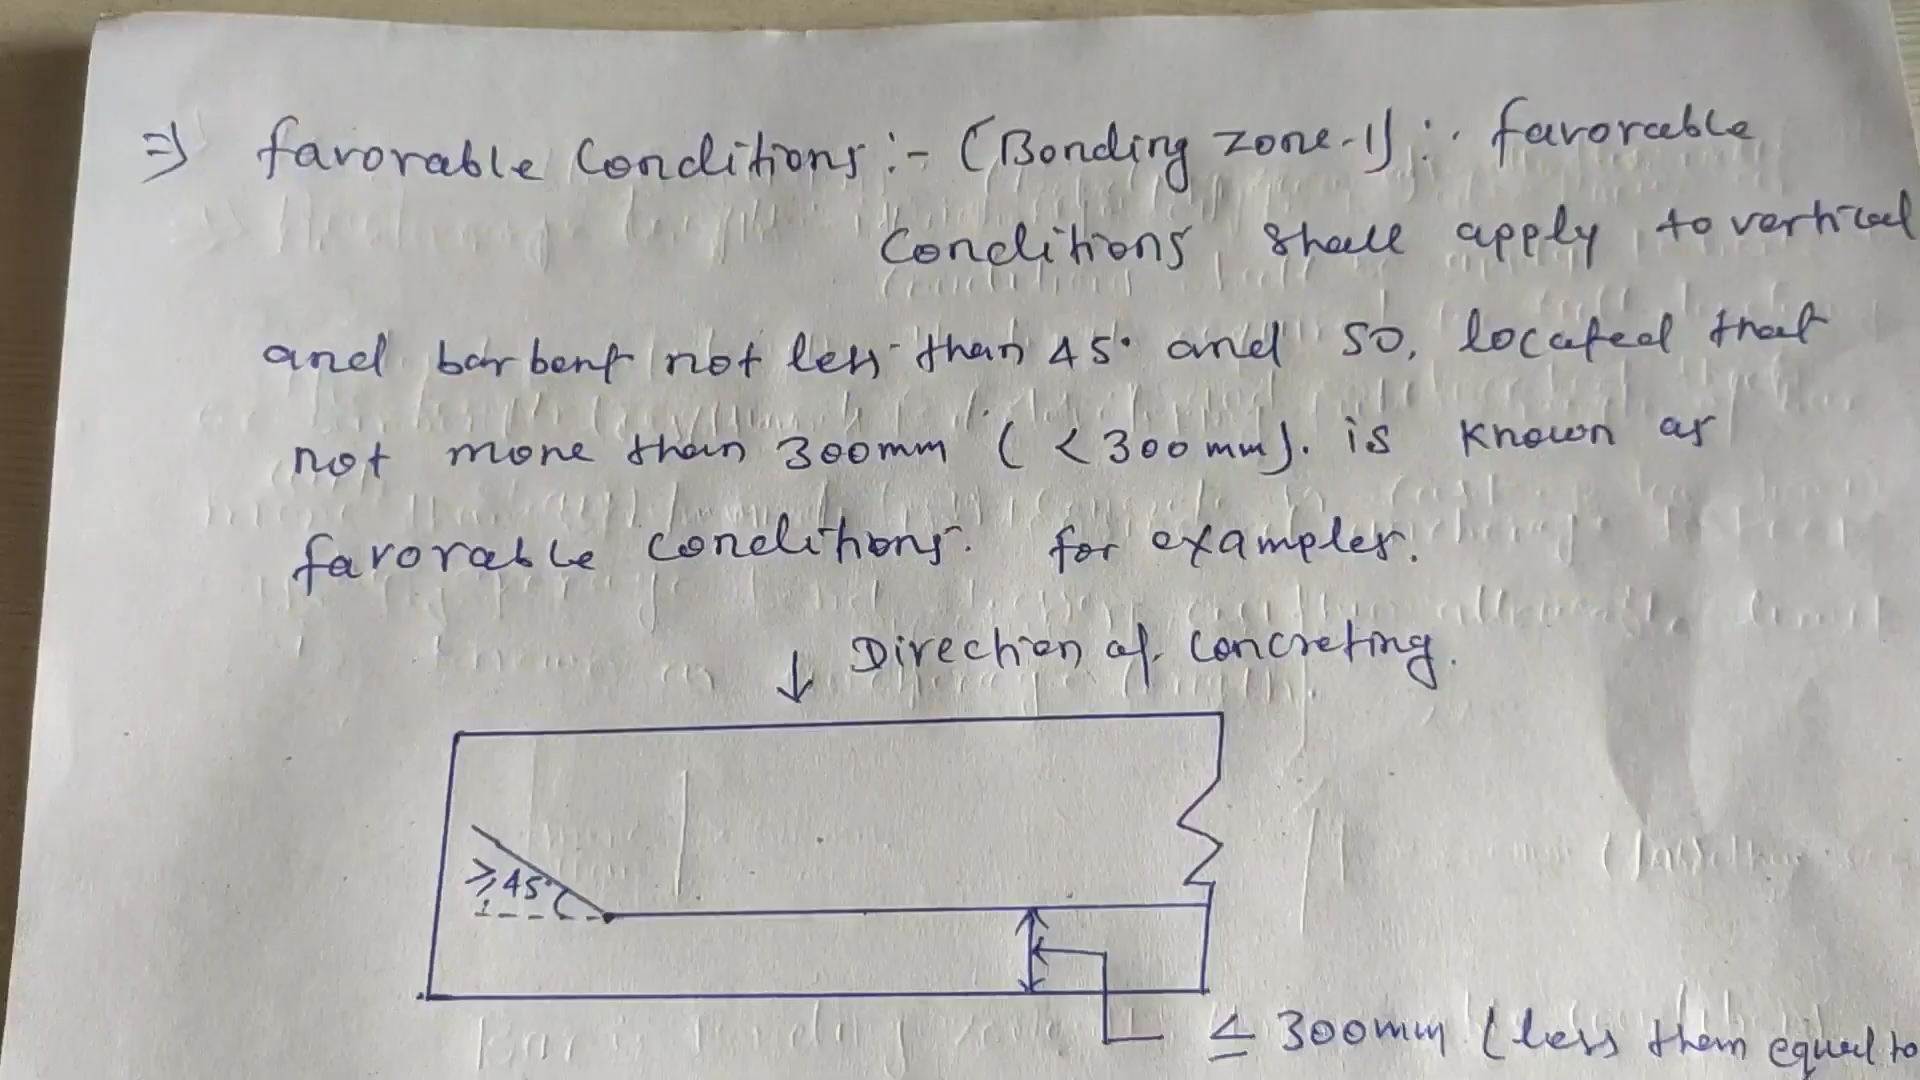 ⇒ favorable Conditions :- (Bonding zone-1) :. favorable
Conditions shall apply to vertical
and bar bent not less than 45° and so, located that
not more than 300mm ( <300mm). is known as
favorable conditions. for examples.
↓ Direction of. concreting.
≥ 45°
≤ 300mm (less them equal to